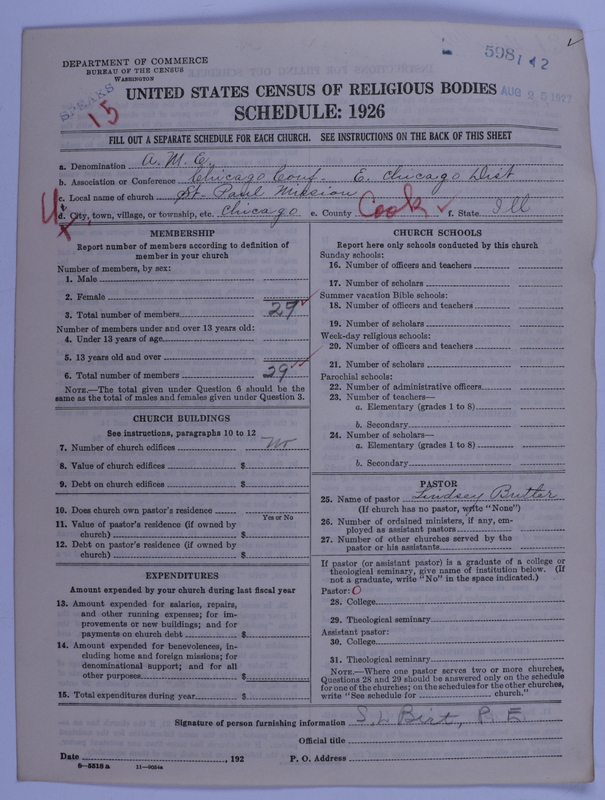 598142
DEPARTMENT OF COMMERCE
BUREAU OF THE CENSUS
WASHINGTON
SPEAKS
15
UNITED STATES CENSUS OF RELIGIOUS BODIES
AUG 25 1927
SCHEDULE: 1926
FILL OUT A SEPARATE SCHEDULE FOR EACH CHURCH. SEE INSTRUCTIONS ON THE BACK OF THIS SHEET
a. Denomination A. M. E.
b. Association or Conference Chicago Conf. E. Chicago Dist
c. Local name of church St. Paul Mission
d. City, town, village, or township, etc. Chicago e. County Cook f. State Ill
MEMBERSHIP
Report number of members according to definition of
member in your church
Number of members, by sex:
1. Male
2. Female
3. Total number of members 29
Number of members under and over 13 years old:
4. Under 13 years of age
5. 13 years old and over
6. Total number of members 29
NOTE.—The total given under Question 6 should be
same as the total of males and females given under Question 3.
CHURCH BUILDINGS
See instructions, paragraphs 10 to 12
7. Number of church edifices No
8. Value of church edifices $
9. Debt on church edifices $
10. Does church own pastor's residence
Yes or No
11. Value of pastor's residence (if owned by
church) $
12. Debt on pastor's residence (if owned by
church) $
EXPENDITURES
Amount expended by your church during last fiscal year
13. Amount expended for salaries, repairs,
and other running expenses; for im-
provements or new buildings; and for
payments on church debt $
14. Amount expended for benevolences, in-
cluding home and foreign missions; for
denominational support; and for all
other purposes $
15. Total expenditures during year $
CHURCH SCHOOLS
Report here only schools conducted by this church
Sunday schools:
16. Number of officers and teachers
17. Number of scholars
Summer vacation Bible schools:
18. Number of officers and teachers
19. Number of scholars
Week-day religious schools:
20. Number of officers and teachers
21. Number of scholars
Parochial schools:
22. Number of administrative officers
23. Number of teachers—
a. Elementary (grades 1 to 8)
b. Secondary
24. Number of scholars—
a. Elementary (grades 1 to 8)
b. Secondary
PASTOR
25. Name of pastor Lindsey Butler
(If church has no pastor, write "None")
26. Number of ordained ministers, if any, em-
ployed as assistant pastors
27. Number of other churches served by the
pastor or his assistants
If pastor (or assistant pastor) is a graduate of a college or
theological seminary, give name of institution below. (If
not a graduate, write "No" in the space indicated.)
Pastor: O
28. College
29. Theological seminary
Assistant pastor:
30. College
31. Theological seminary
NOTE.—Where one pastor serves two or more churches,
Questions 28 and 29 should be answered only on the schedule
for one of the churches; on the schedules for the other churches,
write "See schedule for church."
Signature of person furnishing information S. L. Birt, P. E.
Official title
Date , 192 P. O. Address
8—5518 a 11—9034a